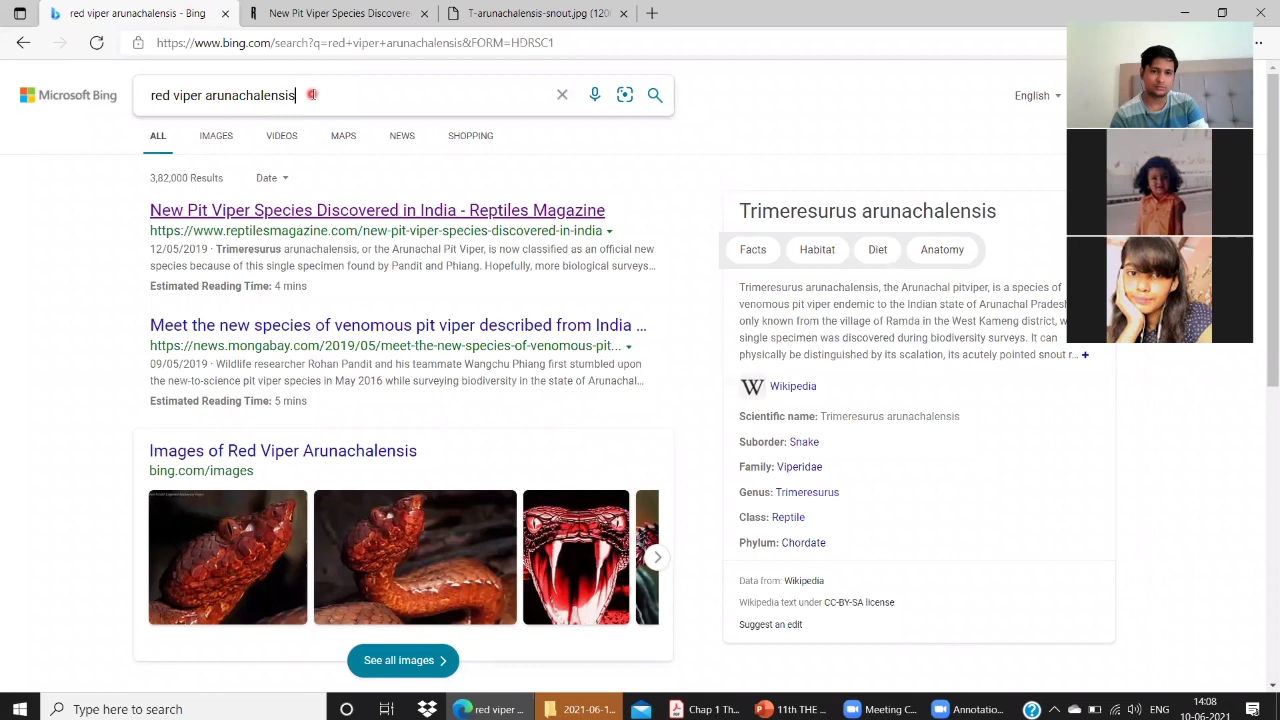 red viper arunachalensis
New Pit Viper Species Discovered
Trimeresurus-arunachalensis-snou
.jpg (120
https://www.bing.com/search?q=red+viper+arunachalensis&FORM=HDRSC1
Microsoft Bing
red viper arunachalensis
English
ALL
IMAGES
VIDEOS
MAPS
NEWS
SHOPPING
3,82,000 Results
Date
New Pit Viper Species Discovered in India - Reptiles Magazine
https://www.reptilesmagazine.com/new-pit-viper-species-discovered-in-india
12/05/2019 · Trimeresurus arunachalensis, or the Arunachal Pit Viper, is now classified as an official new
species because of this single specimen found by Pandit and Phiang. Hopefully, more biological surveys…
Estimated Reading Time: 4 mins
Meet the new species of venomous pit viper described from India ...
https://news.mongabay.com/2019/05/meet-the-new-species-of-venomous-pit...
09/05/2019 · Wildlife researcher Rohan Pandit and his teammate Wangchu Phiang first stumbled upon
the new-to-science pit viper species in May 2016 while surveying biodiversity in the state of Arunachal…
Estimated Reading Time: 5 mins
Images of Red Viper Arunachalensis
bing.com/images
See all images
Trimeresurus arunachalensis
Facts
Habitat
Diet
Anatomy
Trimeresurus arunachalensis, the Arunachal pitviper, is a species of
venomous pit viper endemic to the Indian state of Arunachal Pradesh
only known from the village of Ramda in the West Kameng district, w
single specimen was discovered during biodiversity surveys. It can
physically be distinguished by its scalation, its acutely pointed snout r… +
W Wikipedia
Scientific name: Trimeresurus arunachalensis
Suborder: Snake
Family: Viperidae
Genus: Trimeresurus
Class: Reptile
Phylum: Chordate
Data from: Wikipedia
Wikipedia text under CC-BY-SA license
Suggest an edit
Type here to search
red viper ...
2021-06-1...
Chap 1 Th...
11th THE ...
Meeting C...
Annotatio...
ENG
14:08
10-06-2021